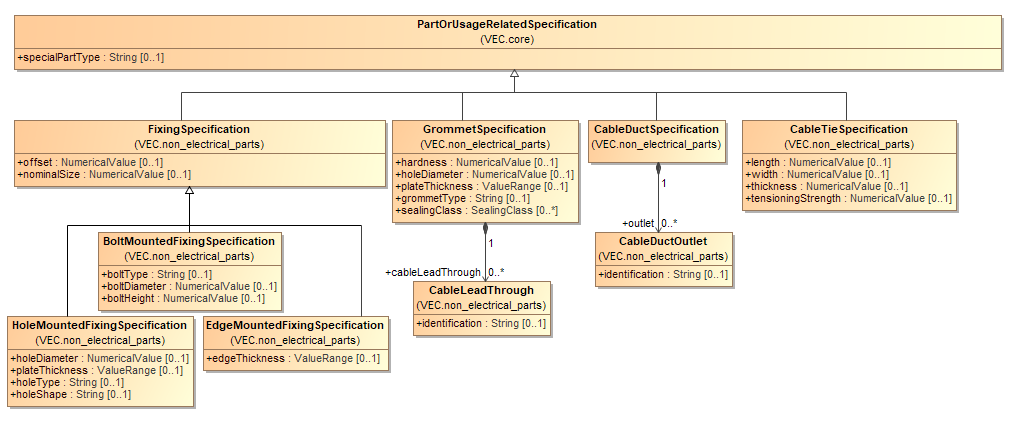 PartOrUsageRelatedSpecification
(VEC.core)
+specialPartType : String [0..1]
FixingSpecification
(VEC.non_electrical_parts)
+offset : NumericalValue [0..1]
+nominalSize : NumericalValue [0..1]
GrommetSpecification
(VEC.non_electrical_parts)
+hardness : NumericalValue [0..1]
+holeDiameter : NumericalValue [0..1]
+plateThickness : ValueRange [0..1]
+grommetType : String [0..1]
+sealingClass : SealingClass [0..*]
CableDuctSpecification
(VEC.non_electrical_parts)
CableTieSpecification
(VEC.non_electrical_parts)
+length : NumericalValue [0..1]
+width : NumericalValue [0..1]
+thickness : NumericalValue [0..1]
+tensioningStrength : NumericalValue [0..1]
1
+outlet 0..*
BoltMountedFixingSpecification
(VEC.non_electrical_parts)
+boltType : String [0..1]
+boltDiameter : NumericalValue [0..1]
+boltHeight : NumericalValue [0..1]
1
+cableLeadThrough 0..*
CableDuctOutlet
(VEC.non_electrical_parts)
+identification : String [0..1]
CableLeadThrough
(VEC.non_electrical_parts)
+identification : String [0..1]
HoleMountedFixingSpecification
(VEC.non_electrical_parts)
+holeDiameter : NumericalValue [0..1]
+plateThickness : ValueRange [0..1]
+holeType : String [0..1]
+holeShape : String [0..1]
EdgeMountedFixingSpecification
(VEC.non_electrical_parts)
+edgeThickness : ValueRange [0..1]